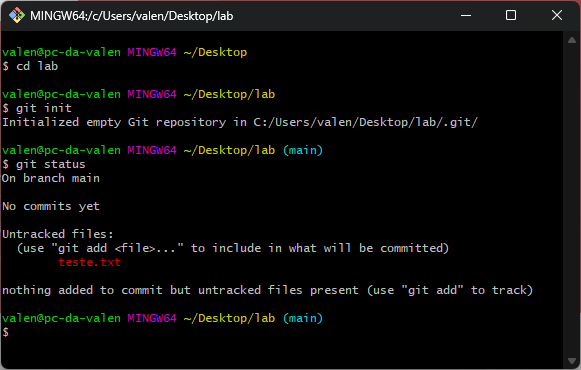 MINGW64:/c/Users/valen/Desktop/lab
valen@pc-da-valen MINGW64 ~/Desktop
$ cd lab
valen@pc-da-valen MINGW64 ~/Desktop/lab
$ git init
Initialized empty Git repository in C:/Users/valen/Desktop/lab/.git/
valen@pc-da-valen MINGW64 ~/Desktop/lab (main)
$ git status
On branch main
No commits yet
Untracked files:
  (use "git add <file>..." to include in what will be committed)
        teste.txt
nothing added to commit but untracked files present (use "git add" to track)
valen@pc-da-valen MINGW64 ~/Desktop/lab (main)
$